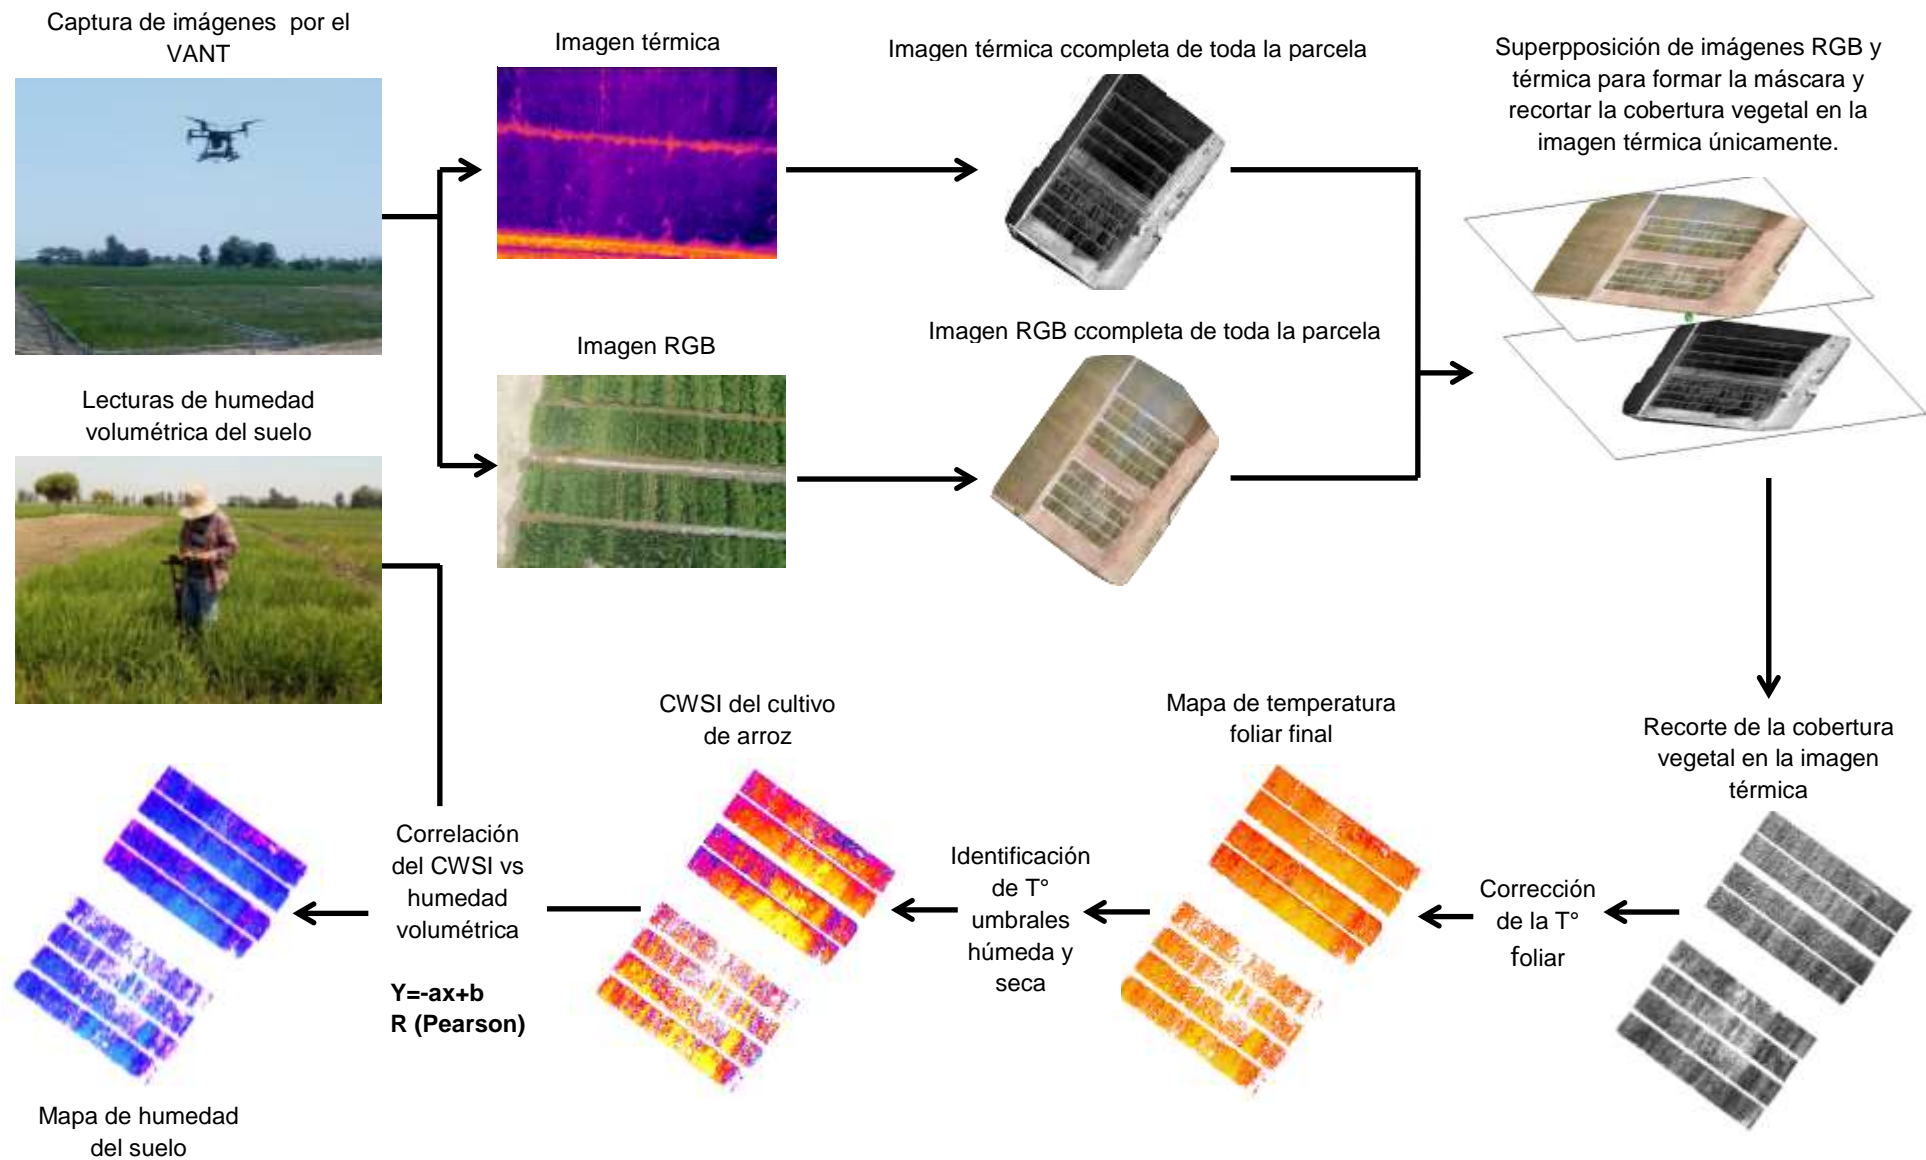 Captura de imágenes por el
VANT
Imagen térmica
Imagen térmica ccompleta de toda la parcela
Superpposición de imágenes RGB y
térmica para formar la máscara y
recortar la cobertura vegetal en la
imagen térmica únicamente.
Imagen RGB
Imagen RGB ccompleta de toda la parcela
Lecturas de humedad
volumétrica del suelo
Recorte de la cobertura
vegetal en la imagen
térmica
Corrección
de la T°
foliar
Mapa de temperatura
foliar final
Identificación
de T°
umbrales
húmeda y
seca
CWSI del cultivo
de arroz
Correlación
del CWSI vs
humedad
volumétrica
Y=-ax+b
R (Pearson)
Mapa de humedad
del suelo